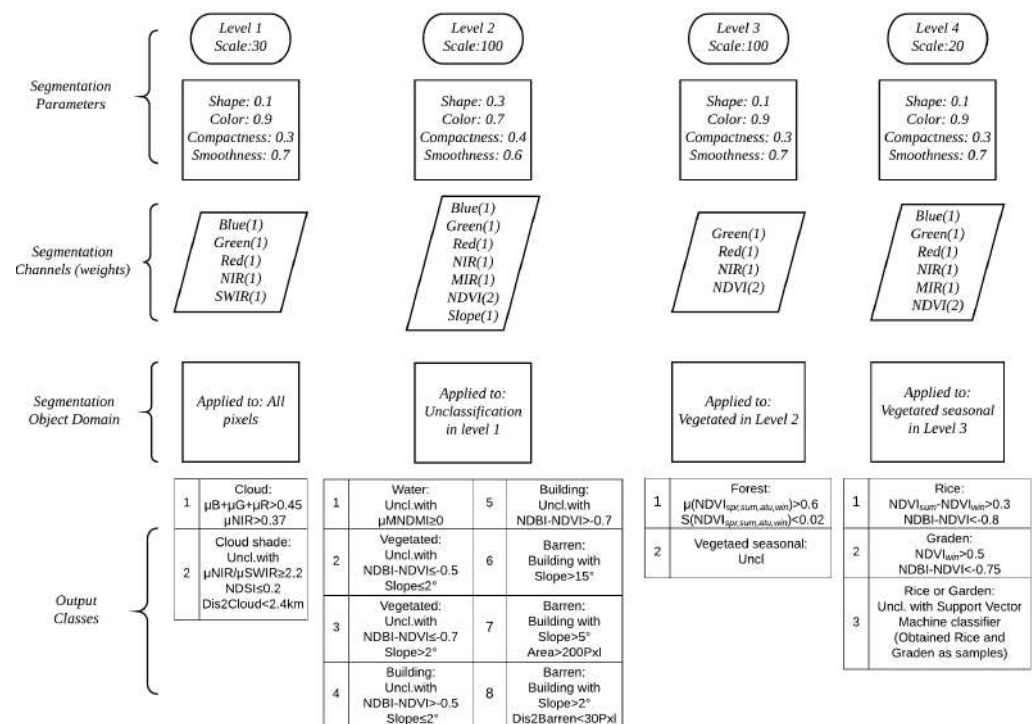 Level 1
Scale:30
Level 2
Scale:100
Level 3
Scale:100
Level 4
Scale:20
Segmentation
Parameters
Shape: 0.1
Color: 0.9
Compactness: 0.3
Smoothness: 0.7
Shape: 0.3
Color: 0.7
Compactness: 0.4
Smoothness: 0.6
Shape: 0.1
Color: 0.9
Compactness: 0.3
Smoothness: 0.7
Shape: 0.1
Color: 0.9
Compactness: 0.3
Smoothness: 0.7
Segmentation
Channels (weights)
Blue(1)
Green(1)
Red(1)
NIR(1)
SWIR(1)
Blue(1)
Green(1)
Red(1)
NIR(1)
MIR(1)
NDVI(2)
Slope(1)
Green(1)
Red(1)
NIR(1)
NDVI(2)
Blue(1)
Green(1)
Red(1)
NIR(1)
MIR(1)
NDVI(2)
Segmentation
Object Domain
Applied to: All
pixels
Applied to:
Unclassification
in level 1
Applied to:
Vegetated in Level 2
Applied to:
Vegetated seasonal
in Level 3
Output
Classes
1
Cloud:
μB+μG+μR>0.45
μNIR>0.37
2
Cloud shade:
Uncl.with
μNIR/μSWIR≥2.2
NDSI≤0.2
Dis2Cloud<2.4km
1
Water:
Uncl.with
μMNDMI≥0
2
Vegetated:
Uncl.with
NDBI-NDVI≤-0.5
Slope≤2°
3
Vegetated:
Uncl.with
NDBI-NDVI≤-0.7
Slope>2°
4
Building:
Uncl.with
NDBI-NDVI>-0.5
Slope≤2°
5
Building:
Uncl.with
NDBI-NDVI>-0.7
6
Barren:
Building with
Slope>15°
7
Barren:
Building with
Slope>5°
Area>200Pxl
8
Barren:
Building with
Slope>2°
Dis2Barren<30Pxl
1
Forest:
μ(NDVIspr,sum,atu,win)>0.6
S(NDVIspr,sum,atu,win)<0.02
2
Vegetaed seasonal:
Uncl
1
Rice:
NDVIsum-NDVIwin>0.3
NDBI-NDVI<-0.8
2
Graden:
NDVIwin>0.5
NDBI-NDVI<-0.75
3
Rice or Garden:
Uncl. with Support Vector
Machine classifier
(Obtained Rice and
Graden as samples)